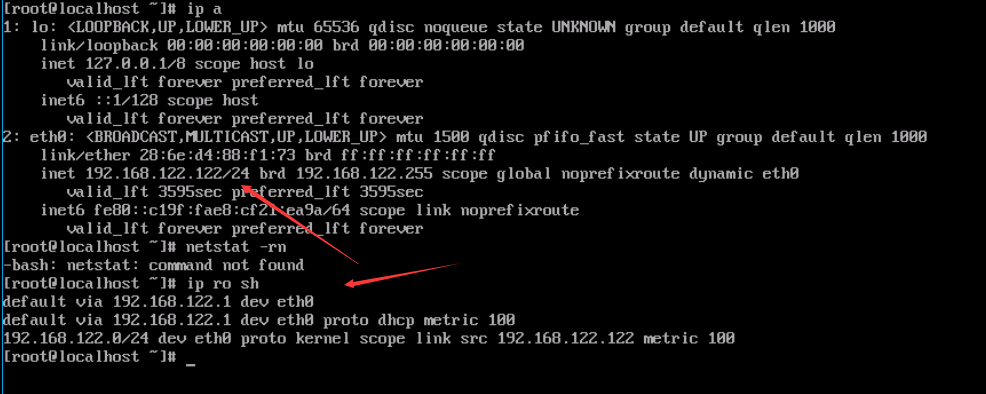 [root@localhost ~]# ip a
1: lo: <LOOPBACK,UP,LOWER_UP> mtu 65536 qdisc noqueue state UNKNOWN group default qlen 1000
    link/loopback 00:00:00:00:00:00 brd 00:00:00:00:00:00
    inet 127.0.0.1/8 scope host lo
       valid_lft forever preferred_lft forever
    inet6 ::1/128 scope host
       valid_lft forever preferred_lft forever
2: eth0: <BROADCAST,MULTICAST,UP,LOWER_UP> mtu 1500 qdisc pfifo_fast state UP group default qlen 1000
    link/ether 28:6e:d4:88:f1:73 brd ff:ff:ff:ff:ff:ff
    inet 192.168.122.122/24 brd 192.168.122.255 scope global noprefixroute dynamic eth0
       valid_lft 3595sec preferred_lft 3595sec
    inet6 fe80::c19f:fae8:cf21:ea9a/64 scope link noprefixroute
       valid_lft forever preferred_lft forever
[root@localhost ~]# netstat -rn
-bash: netstat: command not found
[root@localhost ~]# ip ro sh
default via 192.168.122.1 dev eth0
default via 192.168.122.1 dev eth0 proto dhcp metric 100
192.168.122.0/24 dev eth0 proto kernel scope link src 192.168.122.122 metric 100
[root@localhost ~]# _